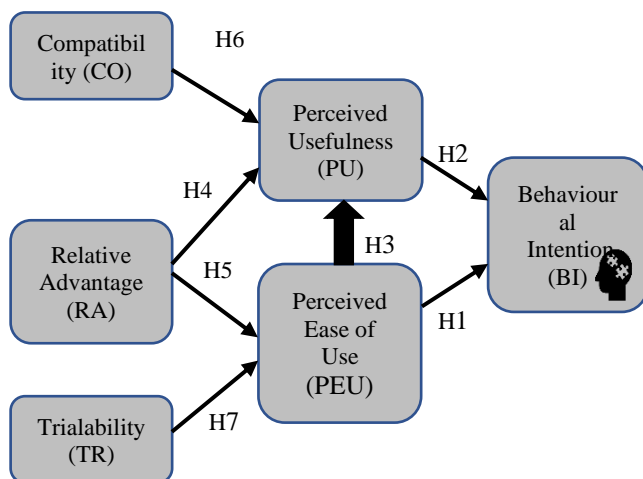 Compatibil
ity (CO)
H6
Perceived
Usefulness
(PU)
H2
H4
Behaviour
al
Intention
(BI)
Relative
Advantage
(RA)
H5
H3
Perceived
Ease of
Use
(PEU)
H1
Trialability
(TR)
H7